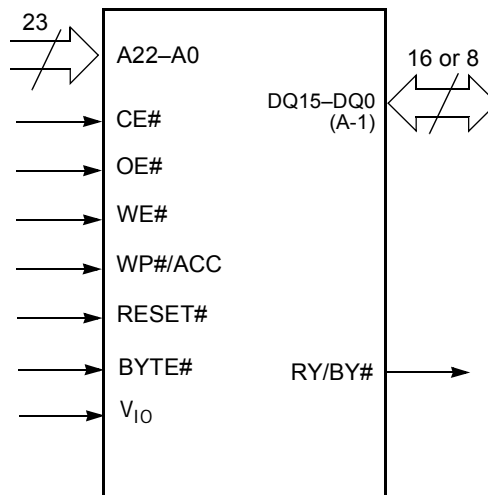 23
A22–A0
16 or 8
DQ15–DQ0
(A-1)
CE#
OE#
WE#
WP#/ACC
RESET#
BYTE#
RY/BY#
VIO